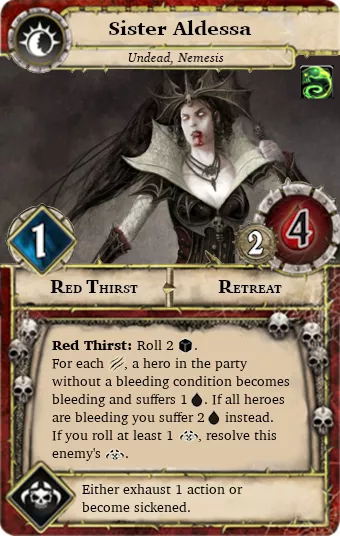 Sister Aldessa
Undead, Nemesis
1
2
4
Red Thirst
Retreat
Red Thirst: Roll 2 .
For each , a hero in the party
without a bleeding condition becomes
bleeding and suffers 1 . If all heroes
are bleeding you suffer 2 instead.
If you roll at least 1 , resolve this
enemy's .
Either exhaust 1 action or
become sickened.